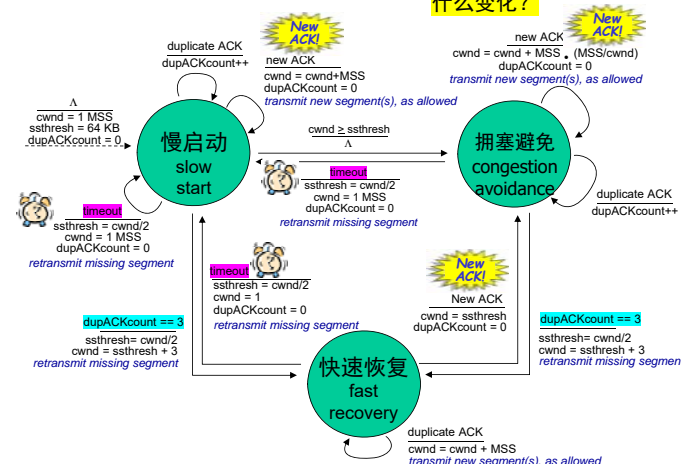 什么变化？
New
ACK!
New
ACK!
duplicate ACK
dupACKcount++
new ACK
cwnd = cwnd+MSS
dupACKcount = 0
transmit new segment(s), as allowed
new ACK
cwnd = cwnd + MSS • (MSS/cwnd)
dupACKcount = 0
transmit new segment(s), as allowed
Λ
cwnd = 1 MSS
ssthresh = 64 KB
dupACKcount = 0
慢启动
slow
start
cwnd ≥ ssthresh
Λ
拥塞避免
congestion
avoidance
timeout
ssthresh = cwnd/2
cwnd = 1 MSS
dupACKcount = 0
retransmit missing segment
duplicate ACK
dupACKcount++
timeout
ssthresh = cwnd/2
cwnd = 1 MSS
dupACKcount = 0
retransmit missing segment
timeout
ssthresh = cwnd/2
cwnd = 1
dupACKcount = 0
retransmit missing segment
New
ACK!
New ACK
cwnd = ssthresh
dupACKcount = 0
dupACKcount == 3
ssthresh= cwnd/2
cwnd = ssthresh + 3
retransmit missing segment
dupACKcount == 3
ssthresh= cwnd/2
cwnd = ssthresh + 3
retransmit missing segmen
快速恢复
fast
recovery
duplicate ACK
cwnd = cwnd + MSS
transmit new segment(s), as allowed